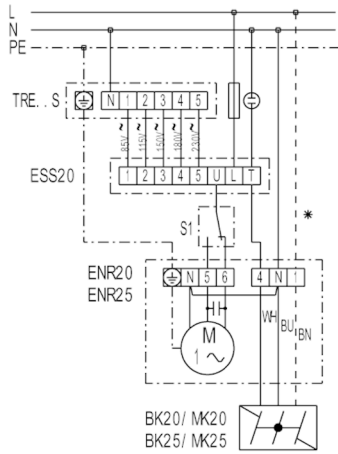 L
N
PE
TRE. . S
N 1 2 3 4 5
85V 115V 150V 180V 230V
ESS20
1 2 3 4 5 U L T
S1
*
ENR20
ENR25
N 5 6 4 N 1
WH BU BN
M
1 ~
BK20/ MK20
BK25/ MK25